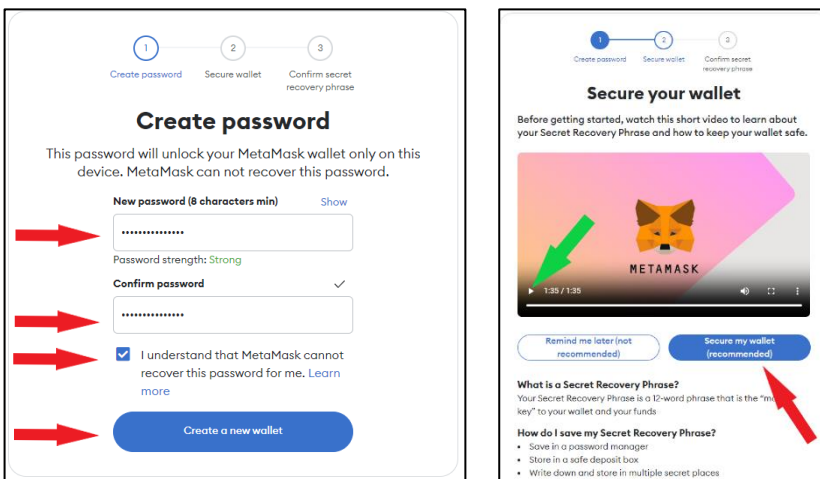 1
2
3
Create password
Secure wallet
Confirm secret
recovery phrase
Create password
This password will unlock your MetaMask wallet only on this
device. MetaMask can not recover this password.
New password (8 characters min)
Show
•••••••••••••••
Password strength: Strong
Confirm password
•••••••••••••••
I understand that MetaMask cannot
recover this password for me. Learn
more
Create a new wallet
1
2
3
Create password
Secure wallet
Confirm secret
recovery phrase
Secure your wallet
Before getting started, watch this short video to learn about
your Secret Recovery Phrase and how to keep your wallet safe.
METAMASK
1:35 / 1:35
Remind me later (not
recommended)
Secure my wallet
(recommended)
What is a Secret Recovery Phrase?
Your Secret Recovery Phrase is a 12-word phrase that is the
key” to your wallet and your funds
How do I save my Secret Recovery Phrase?
• Save in a password manager
• Store in a safe deposit box
• Write down and store in multiple secret places